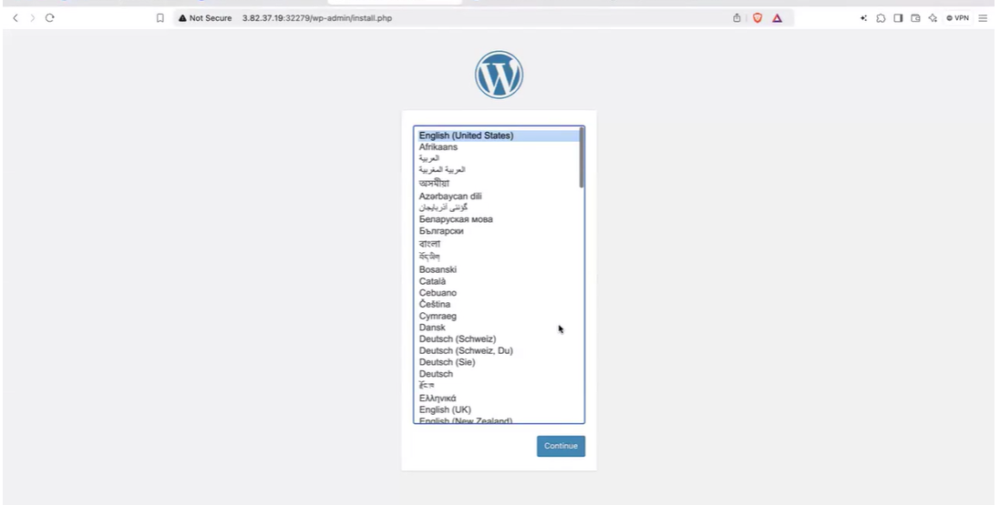 Not Secure 3.82.37.19:32279/wp-admin/install.php VPN
English (United States)
Afrikaans
العربية
العربية المغربية
অসমীয়া
Azərbaycan dili
گؤنئی آذربایجان
Беларуская мова
Български
বাংলা
བོད་ཡིག
Bosanski
Català
Cebuano
Čeština
Cymraeg
Dansk
Deutsch (Schweiz)
Deutsch (Schweiz, Du)
Deutsch (Sie)
Deutsch
རྫོང་ཁ
Ελληνικά
English (UK)
English (New Zealand)
Continue